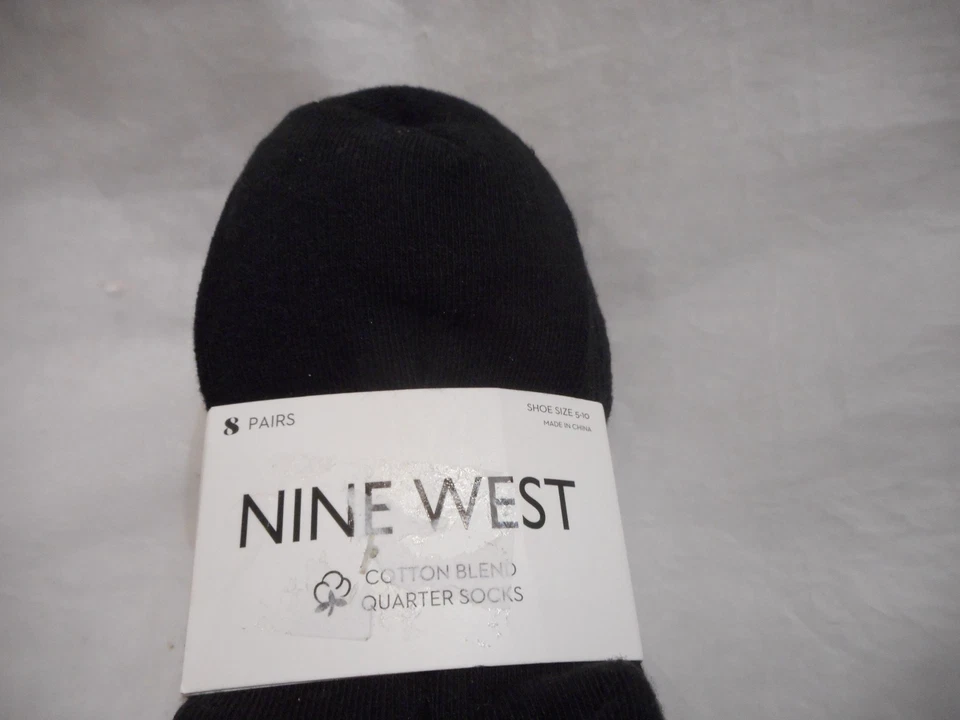 8 PAIRS
SHOE SIZE 5-10
MADE IN CHINA
NINE WEST
COTTON BLEND
QUARTER SOCKS